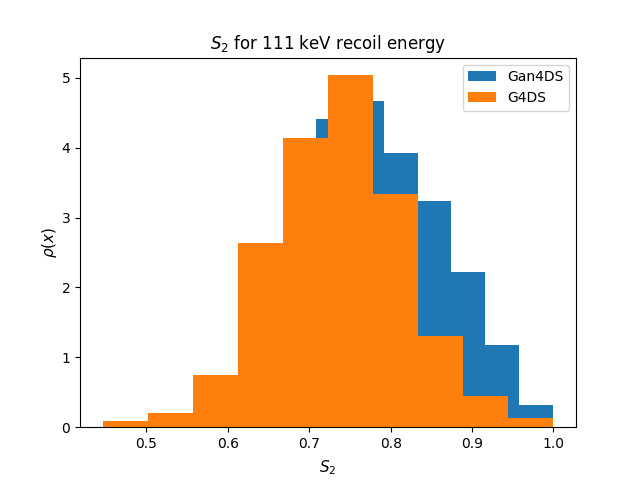 S₂ for 111 keV recoil energy
Gan4DS
G4DS
ρ(x)
5
4
3
2
1
0
0.5 0.6 0.7 0.8 0.9 1.0
S₂